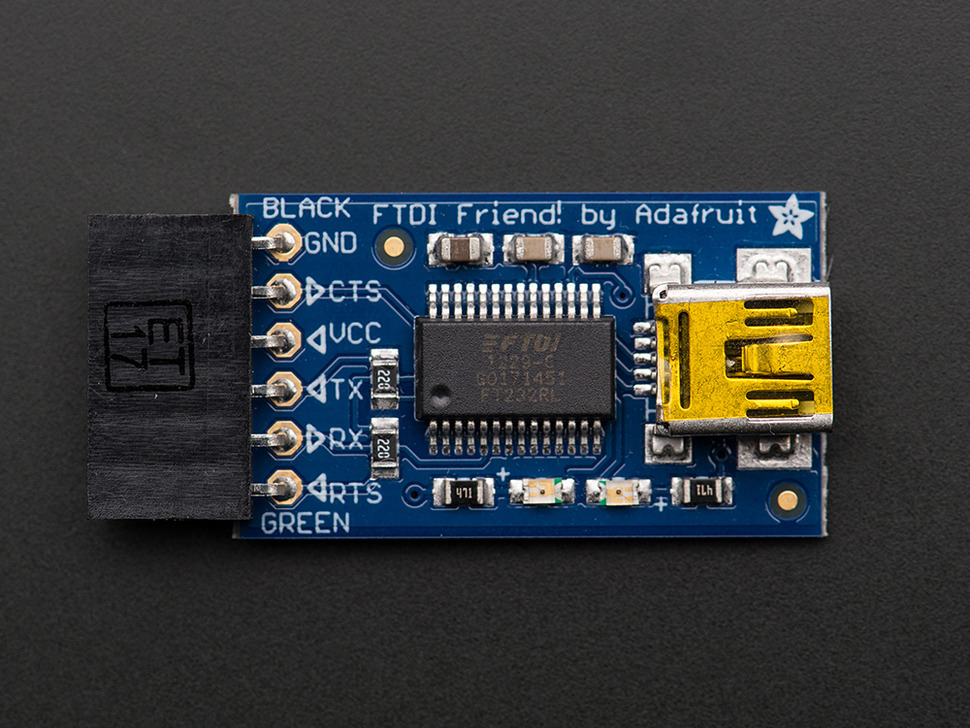 BLACK
FTDI Friend! by Adafruit
GND
CTS
VCC
TX
RX
RTS
GREEN
ET
17
220
220
FTDI
FT232RL
471
471